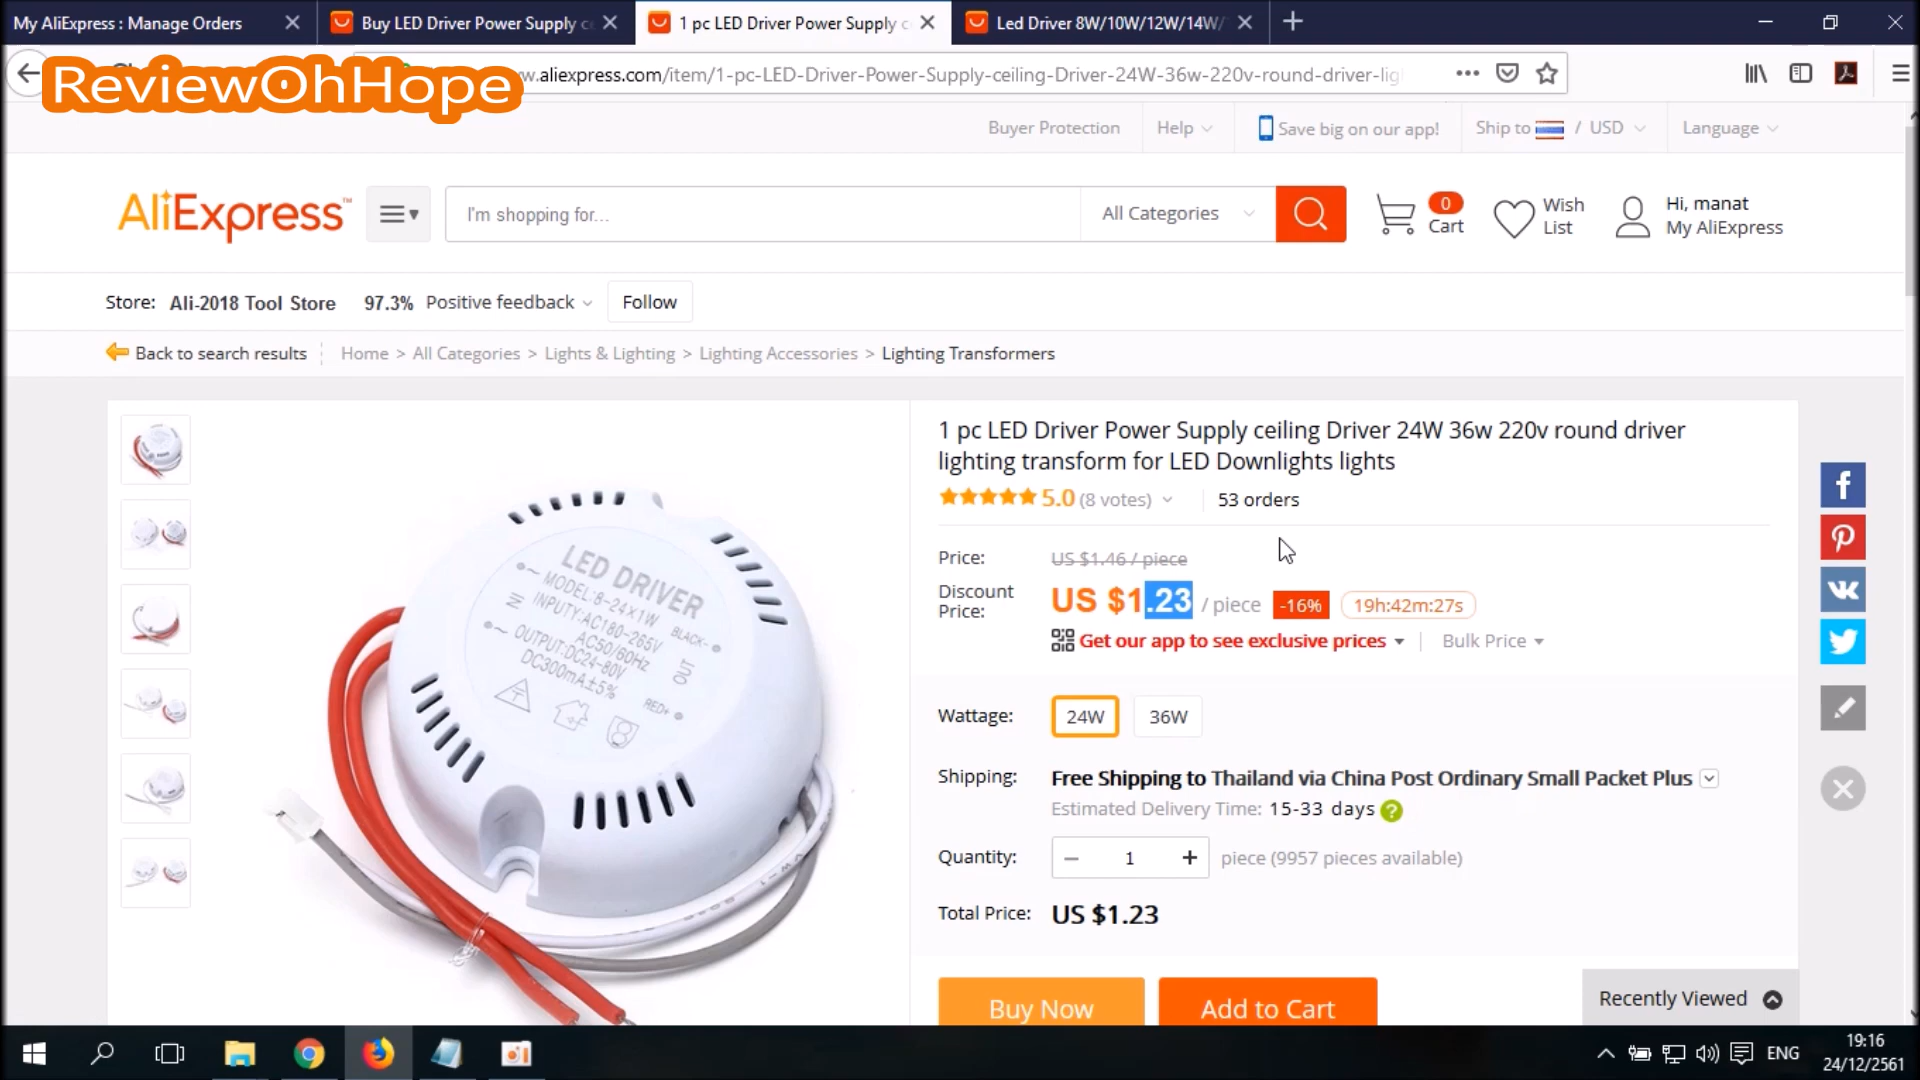 My AliExpress : Manage Orders
Buy LED Driver Power Supply ce
1 pc LED Driver Power Supply c
Led Driver 8W/10W/12W/14W/
ReviewOhHope
w.aliexpress.com/item/1-pc-LED-Driver-Power-Supply-ceiling-Driver-24W-36w-220v-round-driver-lig
Buyer Protection
Help
Save big on our app!
Ship to / USD
Language
AliExpress™
I'm shopping for...
All Categories
0
Cart
Wish
List
Hi, manat
My AliExpress
Store: Ali-2018 Tool Store 97.3% Positive feedback
Follow
Back to search results
Home > All Categories > Lights & Lighting > Lighting Accessories > Lighting Transformers
LED DRIVER
MODEL:8-24X1W
INPUTY:AC180-265V
AC50/60Hz
OUTPUT:DC24-80V
DC300mA±5%
IN
BLACK-
OUT
RED+
1 pc LED Driver Power Supply ceiling Driver 24W 36w 220v round driver
lighting transform for LED Downlights lights
5.0 (8 votes)
53 orders
Price: US $1.46 / piece
Discount
Price:
US $1.23 / piece
-16%
19h:42m:27s
Get our app to see exclusive prices
Bulk Price
Wattage: 24W 36W
Shipping: Free Shipping to Thailand via China Post Ordinary Small Packet Plus
Estimated Delivery Time: 15-33 days ?
Quantity: − 1 + piece (9957 pieces available)
Total Price: US $1.23
Buy Now
Add to Cart
Recently Viewed
ENG
19:16
24/12/2561